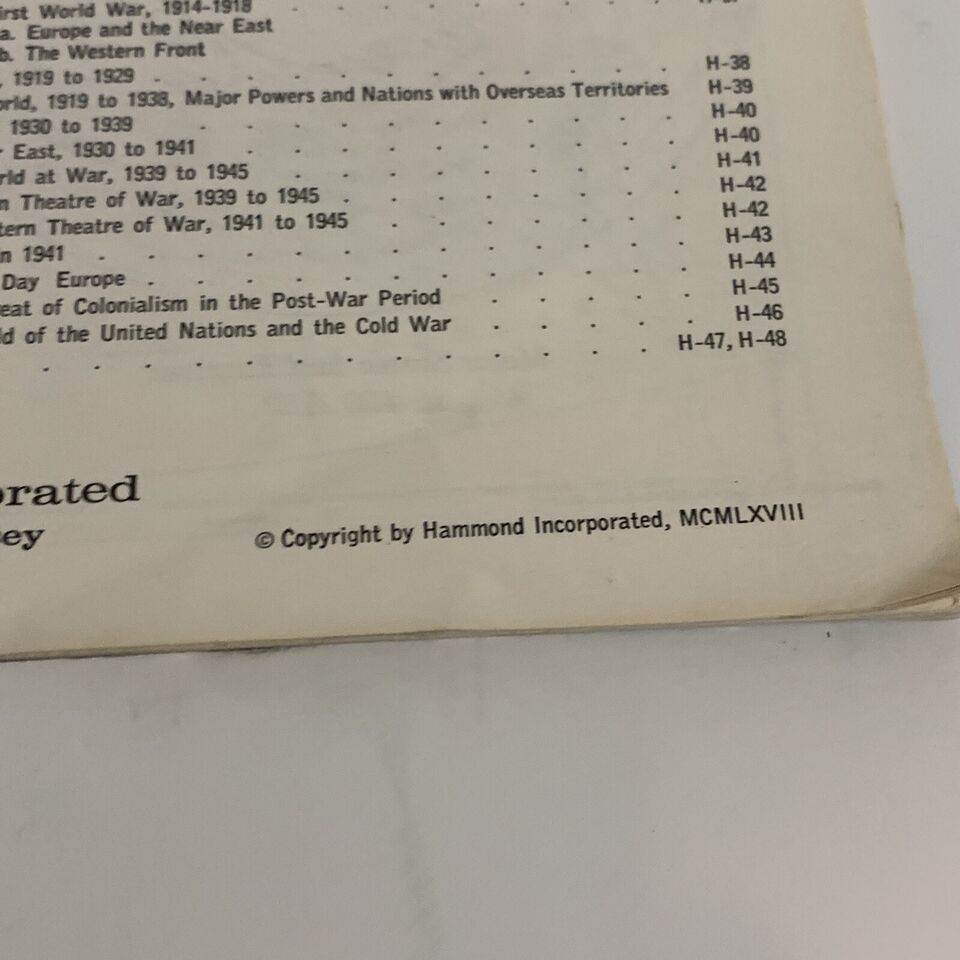 irst World War, 1914-1918
a. Europe and the Near East
b. The Western Front
, 1919 to 1929 . . . . . . . . . . . . H-38
orld, 1919 to 1938, Major Powers and Nations with Overseas Territories H-39
1930 to 1939 . . . . . . . . . . . H-40
r East, 1930 to 1941 . . . . . . . . . . H-40
rld at War, 1939 to 1945 . . . . . . . . . H-41
n Theatre of War, 1939 to 1945 . . . . . . . . H-42
tern Theatre of War, 1941 to 1945 . . . . . . . H-42
n 1941 . . . . . . . . . . . . . H-43
Day Europe . . . . . . . . . . . . H-44
eat of Colonialism in the Post-War Period . . . . . H-45
ld of the United Nations and the Cold War . . . . . H-46
. . . . . . . . . . . . . H-47, H-48
orated
ey
© Copyright by Hammond Incorporated, MCMLXVIII